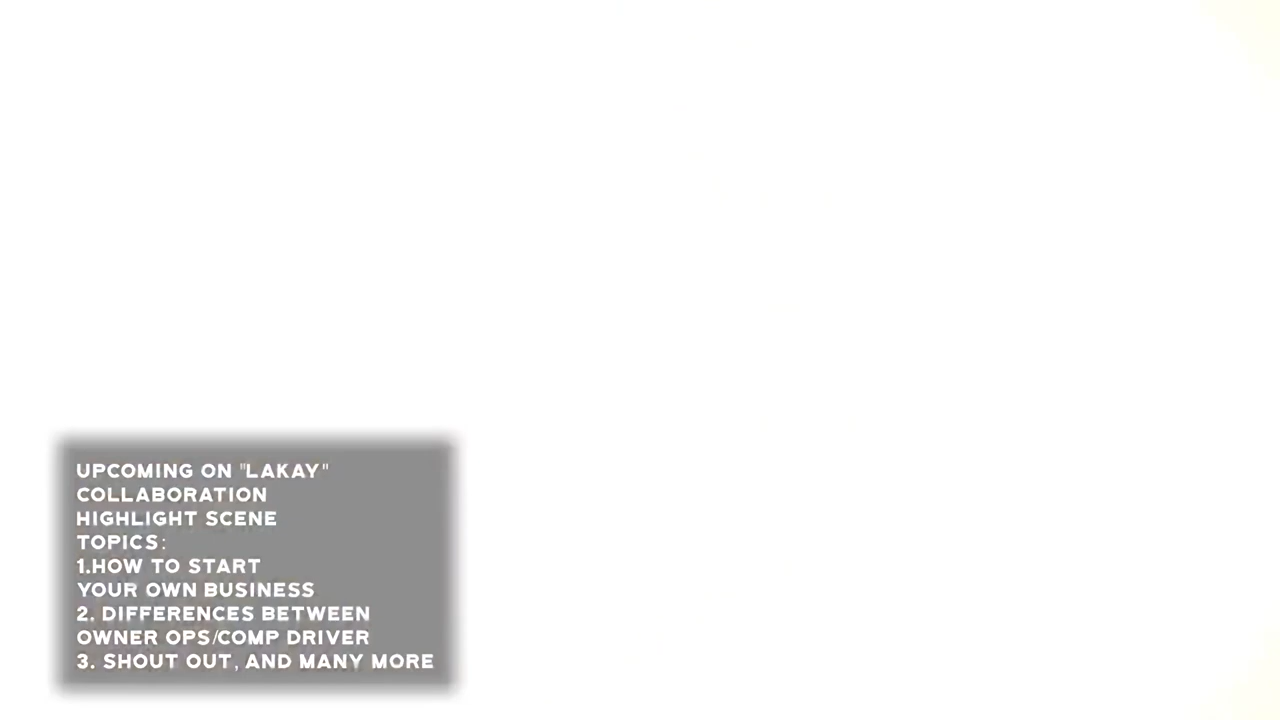 UPCOMING ON "LAKAY"
COLLABORATION
HIGHLIGHT SCENE
TOPICS:
1.HOW TO START
YOUR OWN BUSINESS
2. DIFFERENCES BETWEEN
OWNER OPS/COMP DRIVER
3. SHOUT OUT, AND MANY MORE